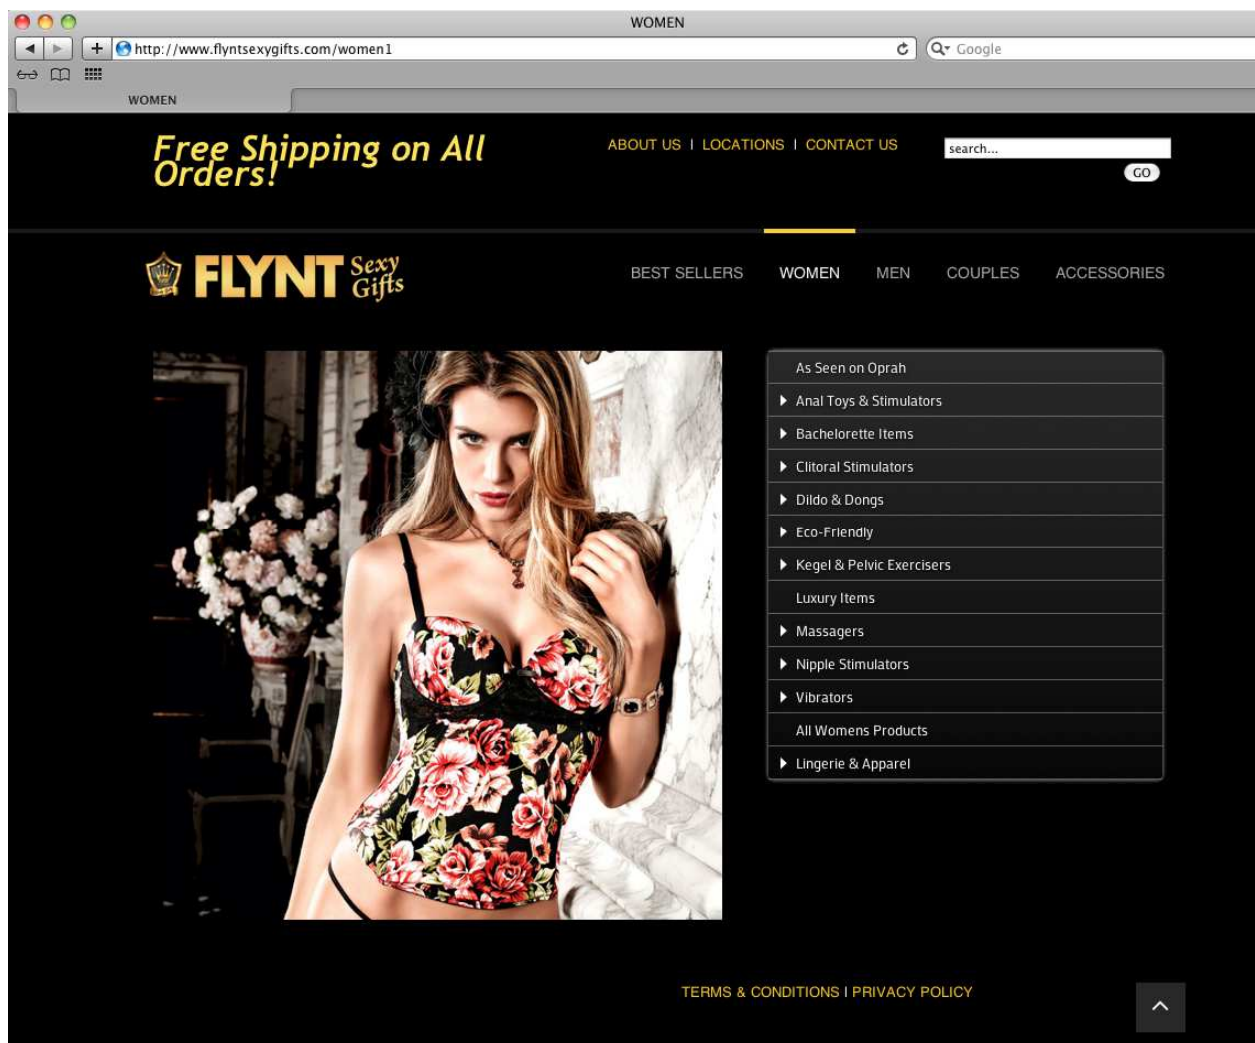 WOMEN
http://www.flyntsexygifts.com/women1
Google
WOMEN
Free Shipping on All
Orders!
ABOUT US | LOCATIONS | CONTACT US
search...
GO
FLYNT Sexy
Gifts
BEST SELLERS WOMEN MEN COUPLES ACCESSORIES
As Seen on Oprah
Anal Toys & Stimulators
Bachelorette Items
Clitoral Stimulators
Dildo & Dongs
Eco-Friendly
Kegel & Pelvic Exercisers
Luxury Items
Massagers
Nipple Stimulators
Vibrators
All Womens Products
Lingerie & Apparel
TERMS & CONDITIONS | PRIVACY POLICY